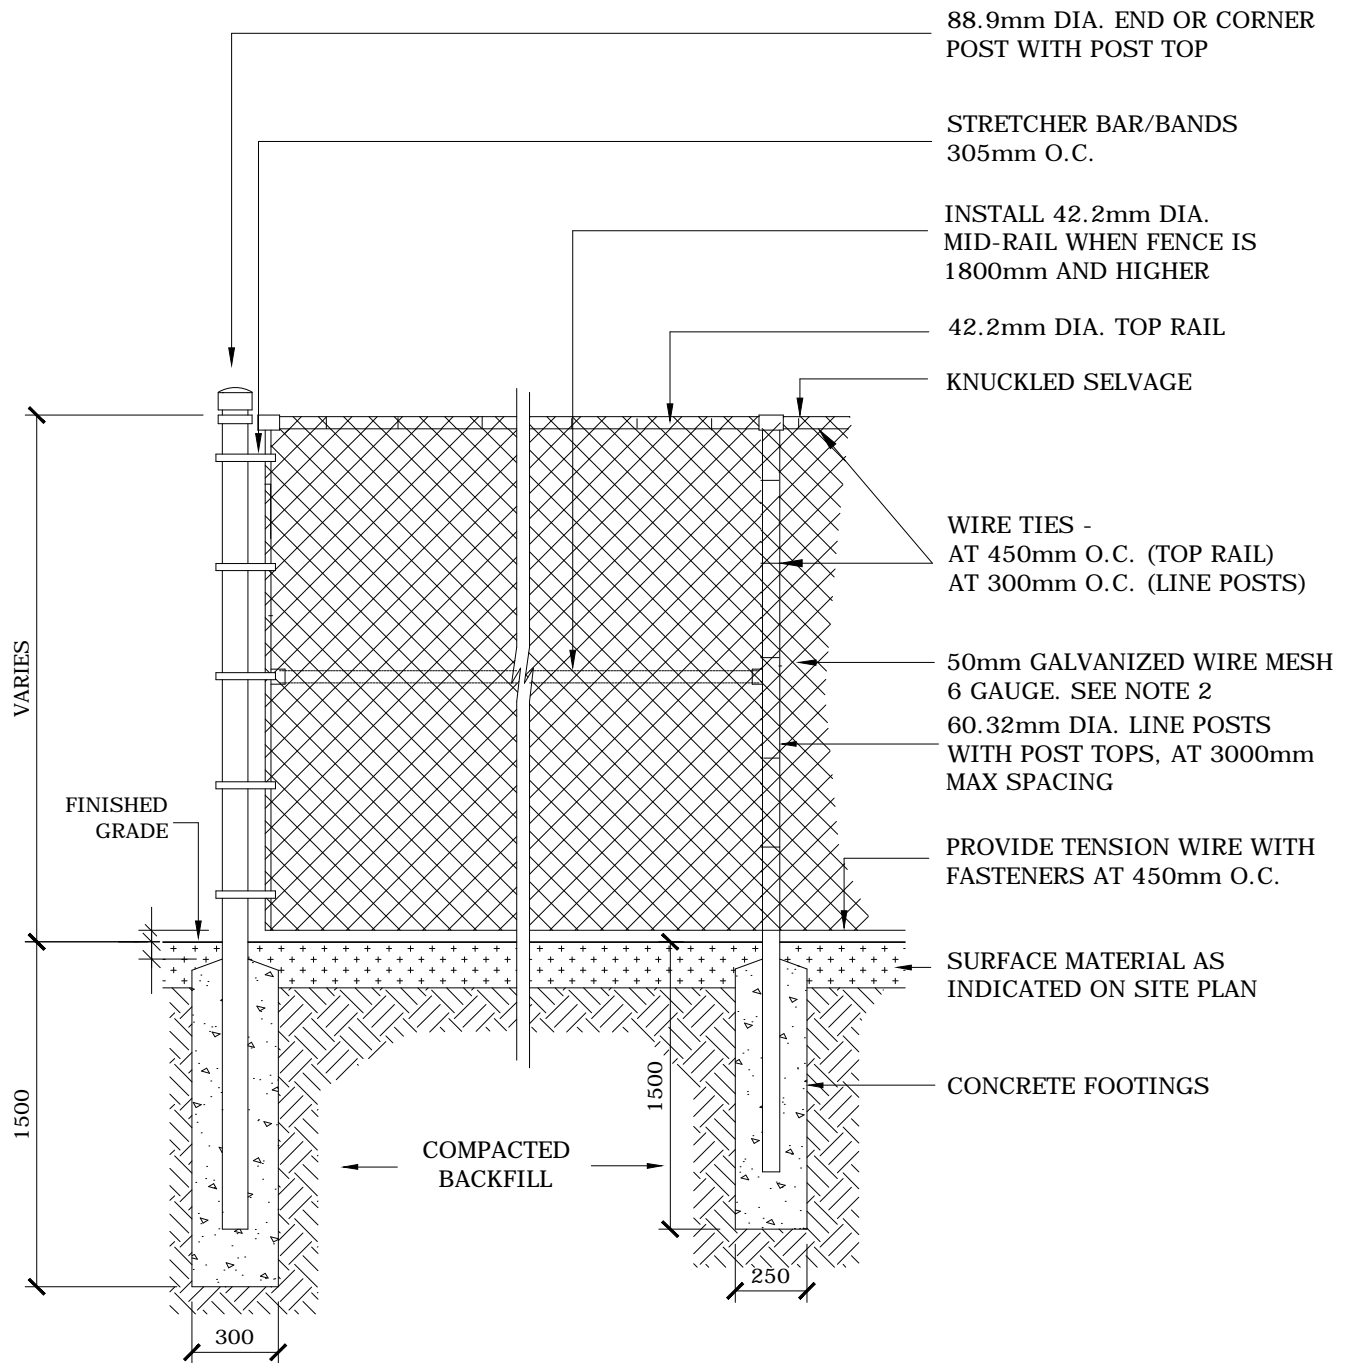 88.9mm DIA. END OR CORNER
POST WITH POST TOP
STRETCHER BAR/BANDS
305mm O.C.
INSTALL 42.2mm DIA.
MID-RAIL WHEN FENCE IS
1800mm AND HIGHER
42.2mm DIA. TOP RAIL
KNUCKLED SELVAGE
WIRE TIES -
AT 450mm O.C. (TOP RAIL)
AT 300mm O.C. (LINE POSTS)
50mm GALVANIZED WIRE MESH
6 GAUGE. SEE NOTE 2
60.32mm DIA. LINE POSTS
WITH POST TOPS, AT 3000mm
MAX SPACING
PROVIDE TENSION WIRE WITH
FASTENERS AT 450mm O.C.
SURFACE MATERIAL AS
INDICATED ON SITE PLAN
CONCRETE FOOTINGS
VARIES
FINISHED
GRADE
1500
1500
COMPACTED
BACKFILL
300
250